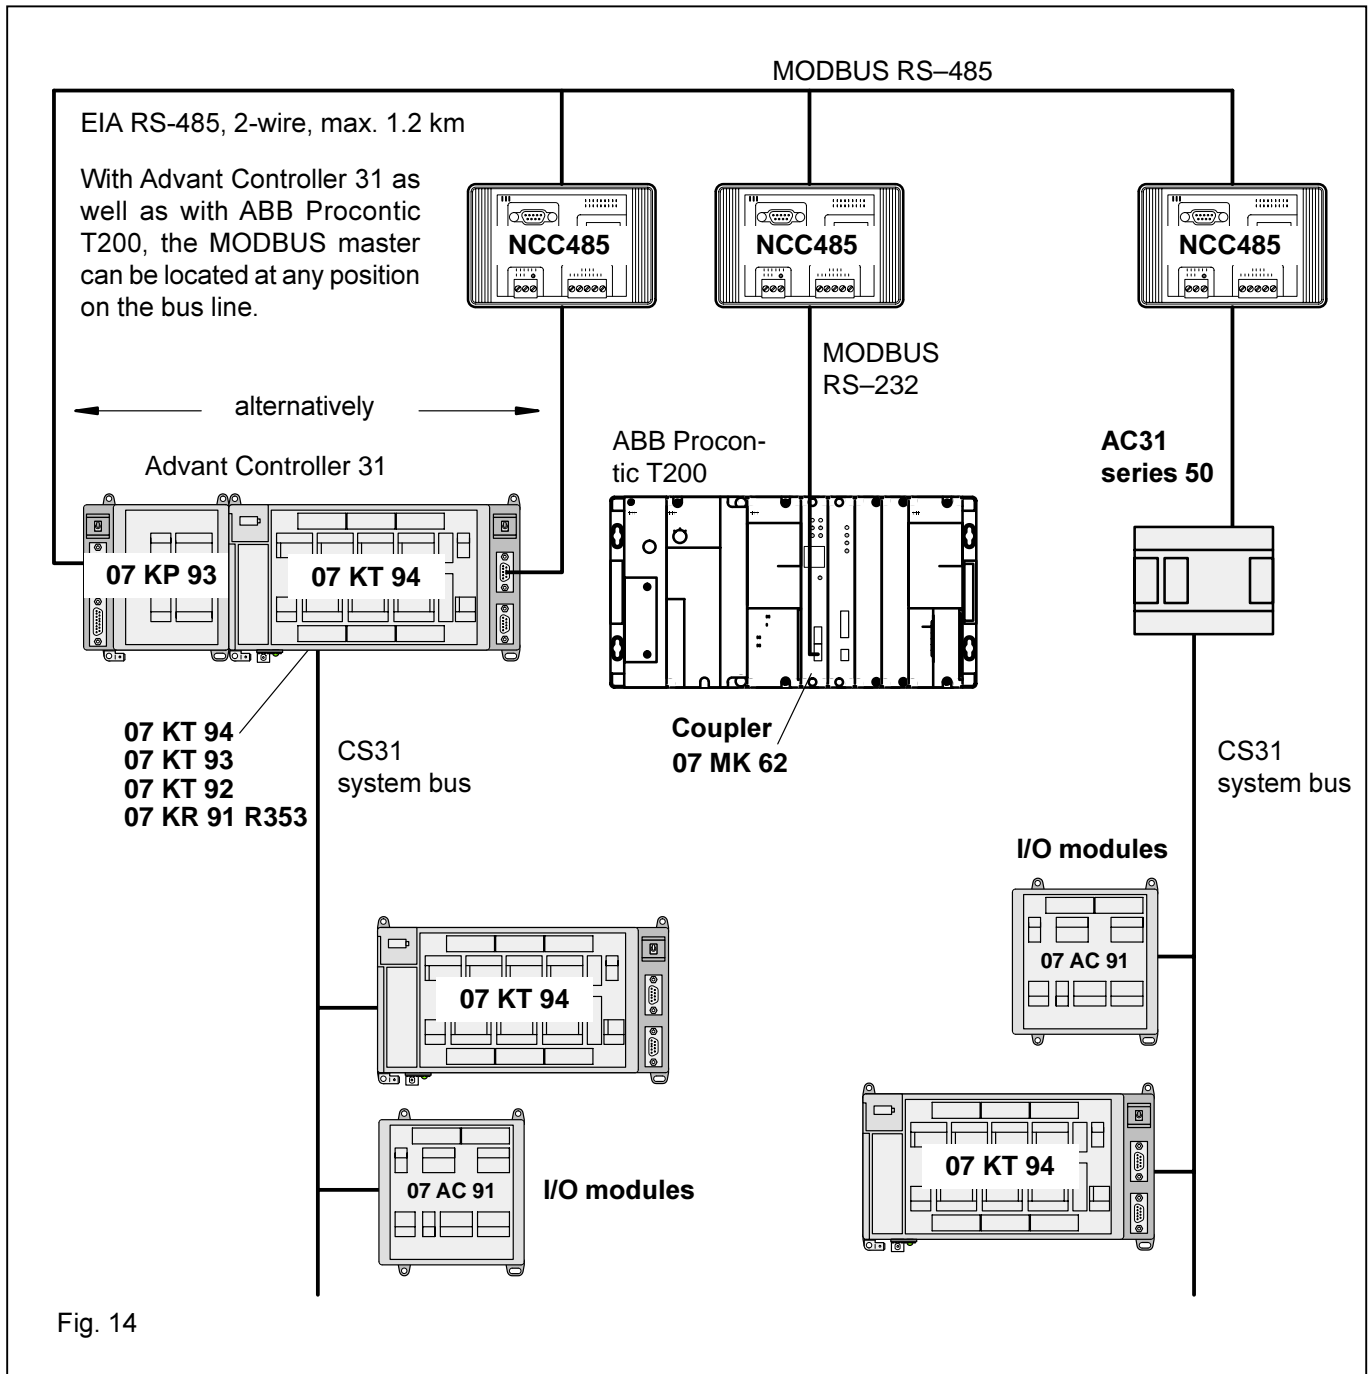 MODBUS RS–485
EIA RS-485, 2-wire, max. 1.2 km
With Advant Controller 31 as
well as with ABB Procontic
T200, the MODBUS master
can be located at any position
on the bus line.
NCC485
NCC485
NCC485
MODBUS
RS–232
alternatively
Advant Controller 31
ABB Procon-
tic T200
AC31
series 50
07 KP 93
07 KT 94
07 KT 94
07 KT 93
07 KT 92
07 KR 91 R353
CS31
system bus
Coupler
07 MK 62
CS31
system bus
I/O modules
07 AC 91
07 KT 94
07 KT 94
07 AC 91
I/O modules
Fig. 14